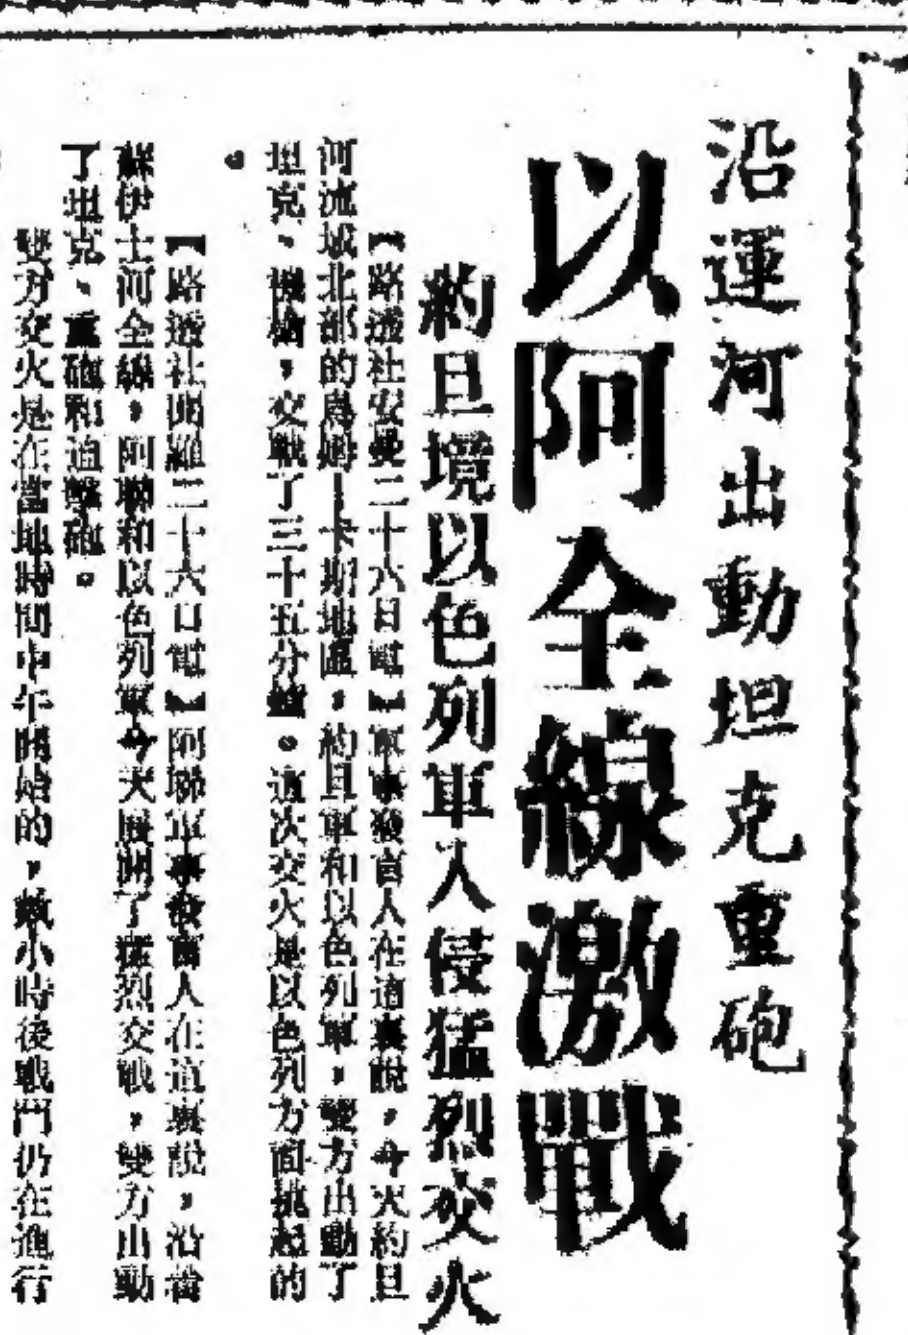 沿運河出動坦克重砲
以阿全線激戰
約旦境以色列軍入侵猛烈交火
【路透社安曼二十六日電】軍事發言人在這裏說，今天約旦
河流域北部的烏姆－卡斯地區，約旦軍和以色列軍，雙方出動了
坦克、機槍，交戰了三十五分鐘。這次交火是以色列方面挑起的
。
【路透社開羅二十六日電】阿聯軍事發言人在這裏說，沿着
蘇伊士河全線，阿聯和以色列軍今天展開了猛烈交戰，雙方出動
了坦克、重砲和迫擊砲。
雙方交火是在當地時間中午開始的，數小時後戰鬥仍在進行